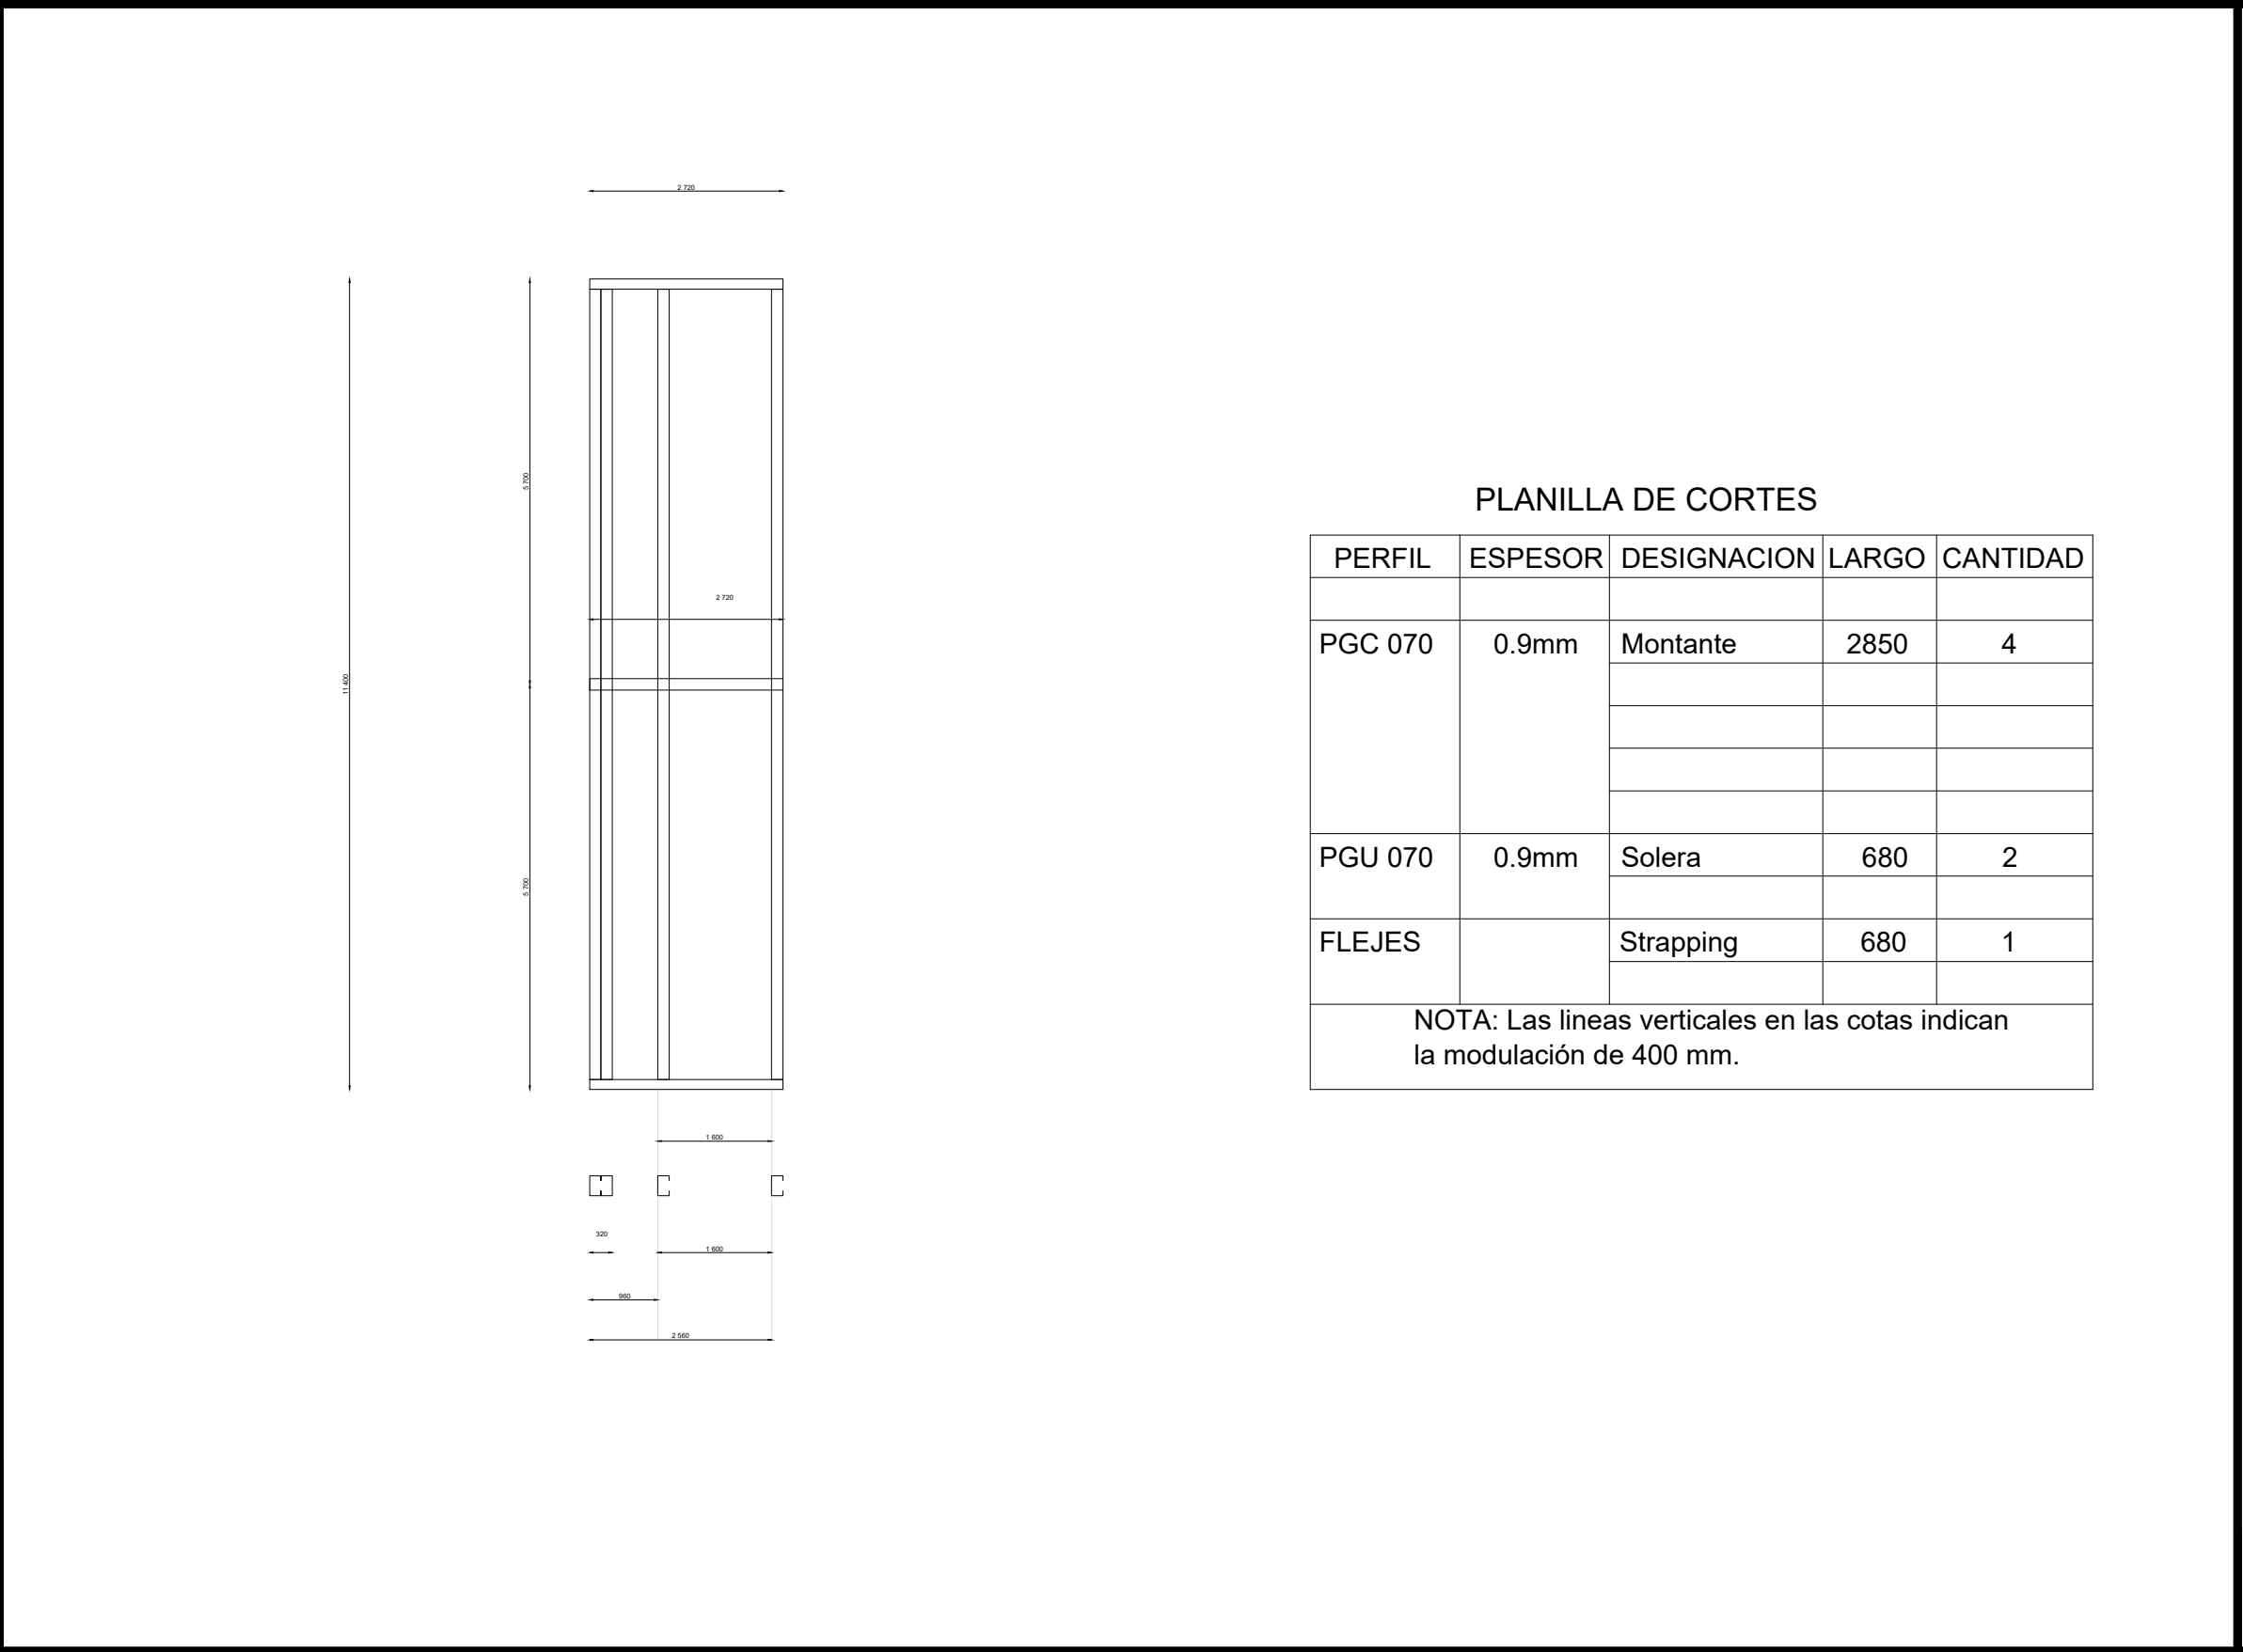 2 720
5 700
2 720
11 400
5 700
1 600
320
1 600
960
2 560
PLANILLA DE CORTES
PERFIL ESPESOR DESIGNACION LARGO CANTIDAD
PGC 070 0.9mm Montante 2850 4
PGU 070 0.9mm Solera 680 2
FLEJES Strapping 680 1
NOTA: Las lineas verticales en las cotas indican
la modulación de 400 mm.